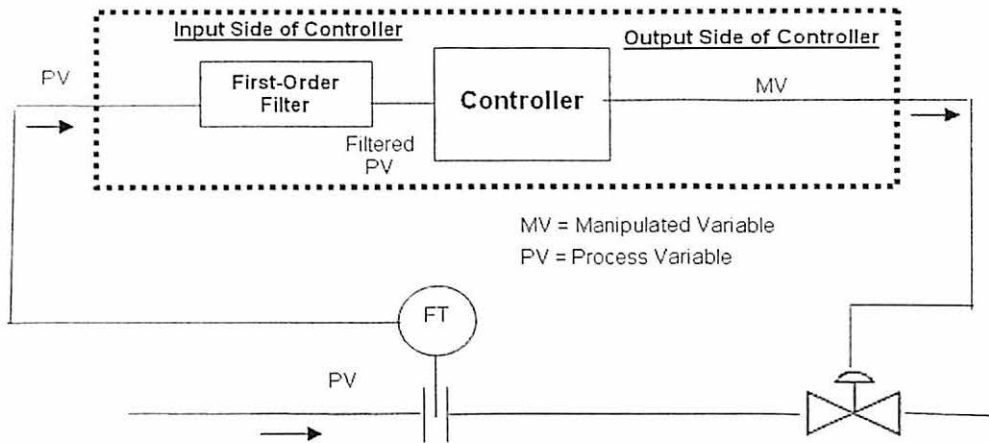 Input Side of Controller
Output Side of Controller
PV
First-Order
Filter
Controller
MV
Filtered
PV
MV = Manipulated Variable
PV = Process Variable
FT
PV